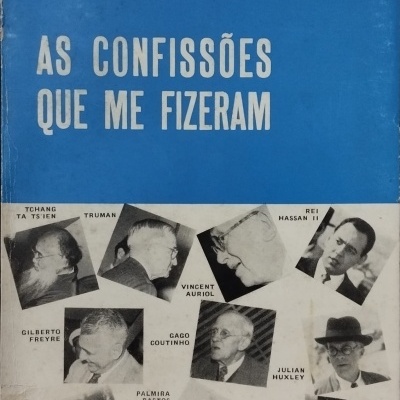 AS CONFISSÕES
QUE ME FIZERAM
TCHANG
TA TS'IEN
TRUMAN
REI
HASSAN II
VINCENT
AURIOL
GILBERTO
FREYRE
GAGO
COUTINHO
JULIAN
HUXLEY
PALMIRA
BASTOS